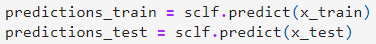 predictions_train = sclf.predict(x_train)
predictions_test = sclf.predict(x_test)